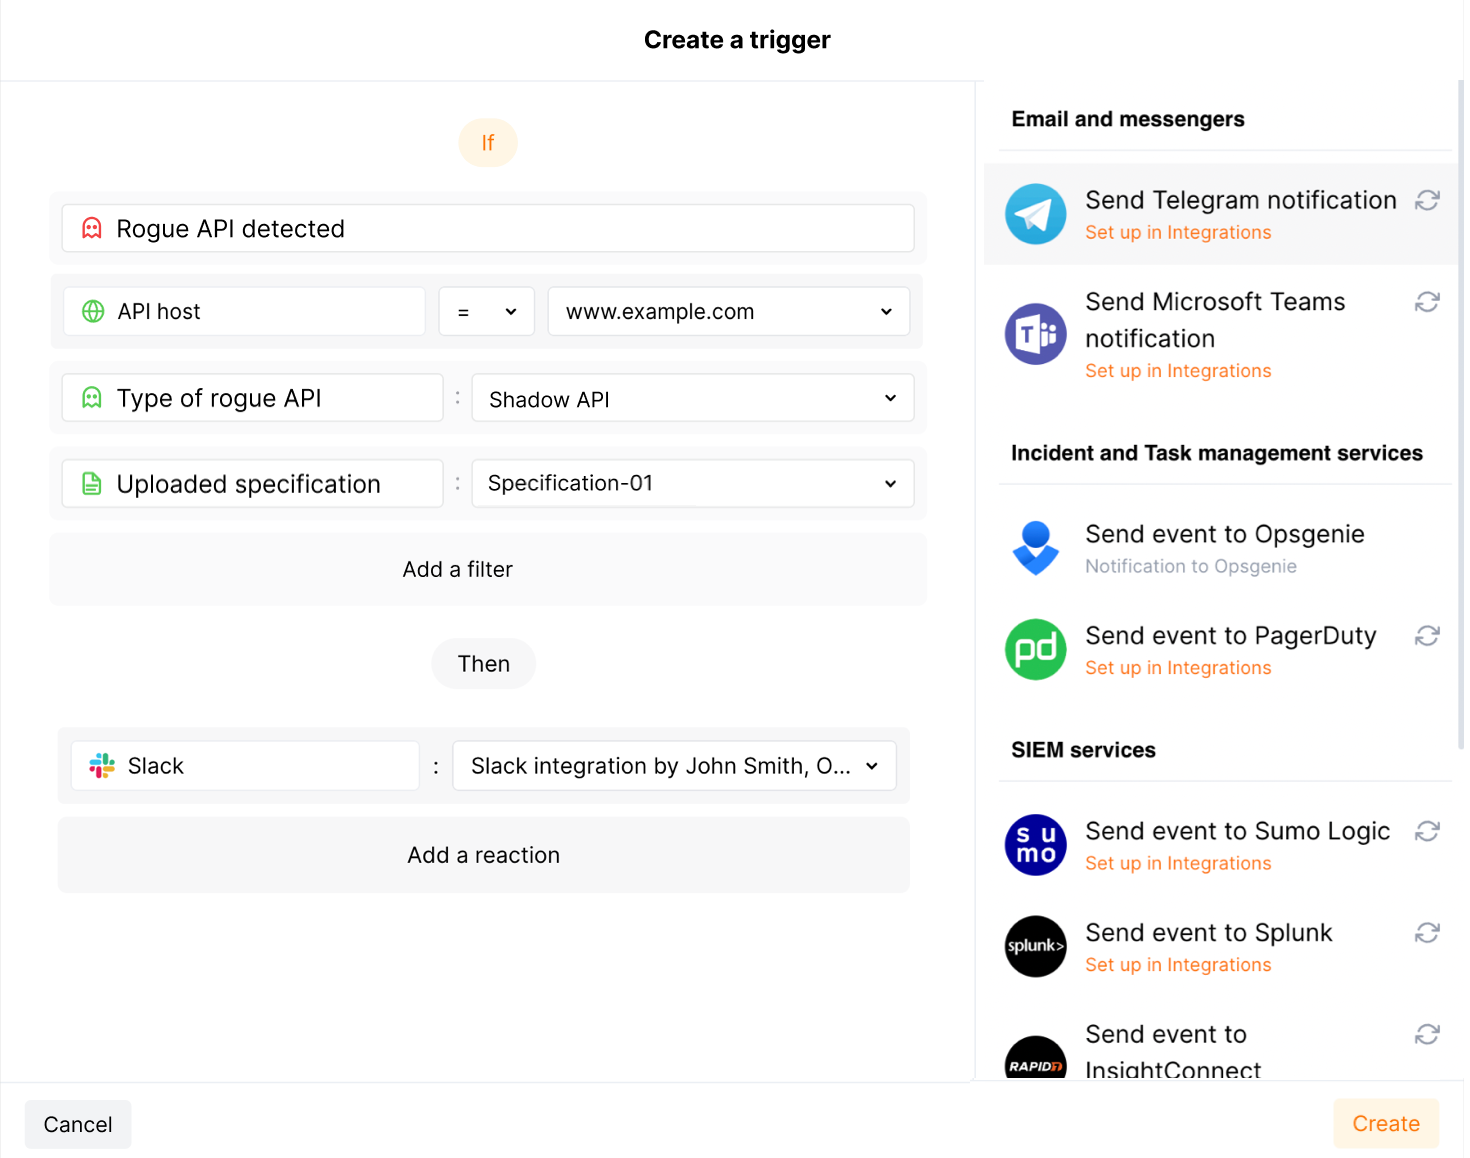 Create a trigger
If
Rogue API detected
API host = www.example.com
Type of rogue API : Shadow API
Uploaded specification : Specification-01
Add a filter
Then
Slack : Slack integration by John Smith, O...
Add a reaction
Email and messengers
Send Telegram notification
Set up in Integrations
Send Microsoft Teams
notification
Set up in Integrations
Incident and Task management services
Send event to Opsgenie
Notification to Opsgenie
pd
Send event to PagerDuty
Set up in Integrations
SIEM services
su
mo
Send event to Sumo Logic
Set up in Integrations
splunk>
Send event to Splunk
Set up in Integrations
Send event to
RAPID7
InsightConnect
Cancel
Create